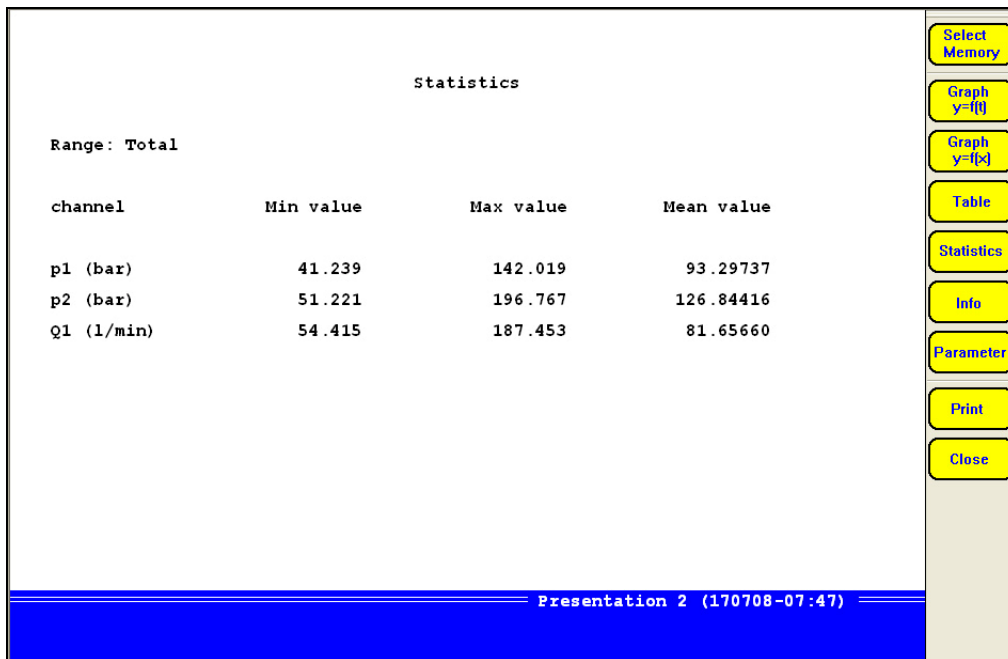 Statistics
Range: Total
channel Min value Max value Mean value
p1 (bar) 41.239 142.019 93.29737
p2 (bar) 51.221 196.767 126.84416
Q1 (l/min) 54.415 187.453 81.65660
Presentation 2 (170708-07:47)
Select
Memory
Graph
y=f(t)
Graph
y=f(x)
Table
Statistics
Info
Parameter
Print
Close